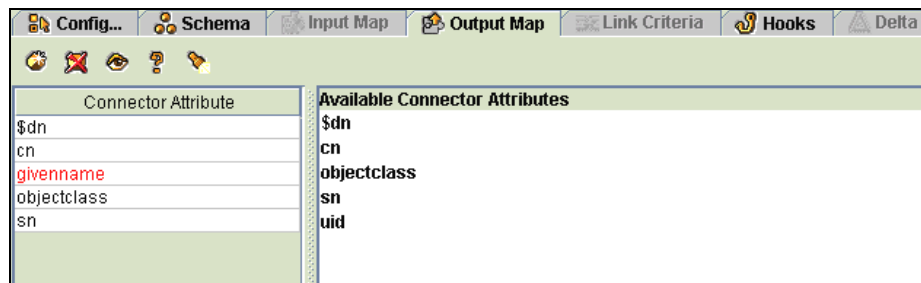 Config... Schema Input Map Output Map Link Criteria Hooks Delta
Connector Attribute
$dn
cn
givenname
objectclass
sn
Available Connector Attributes
$dn
cn
objectclass
sn
uid